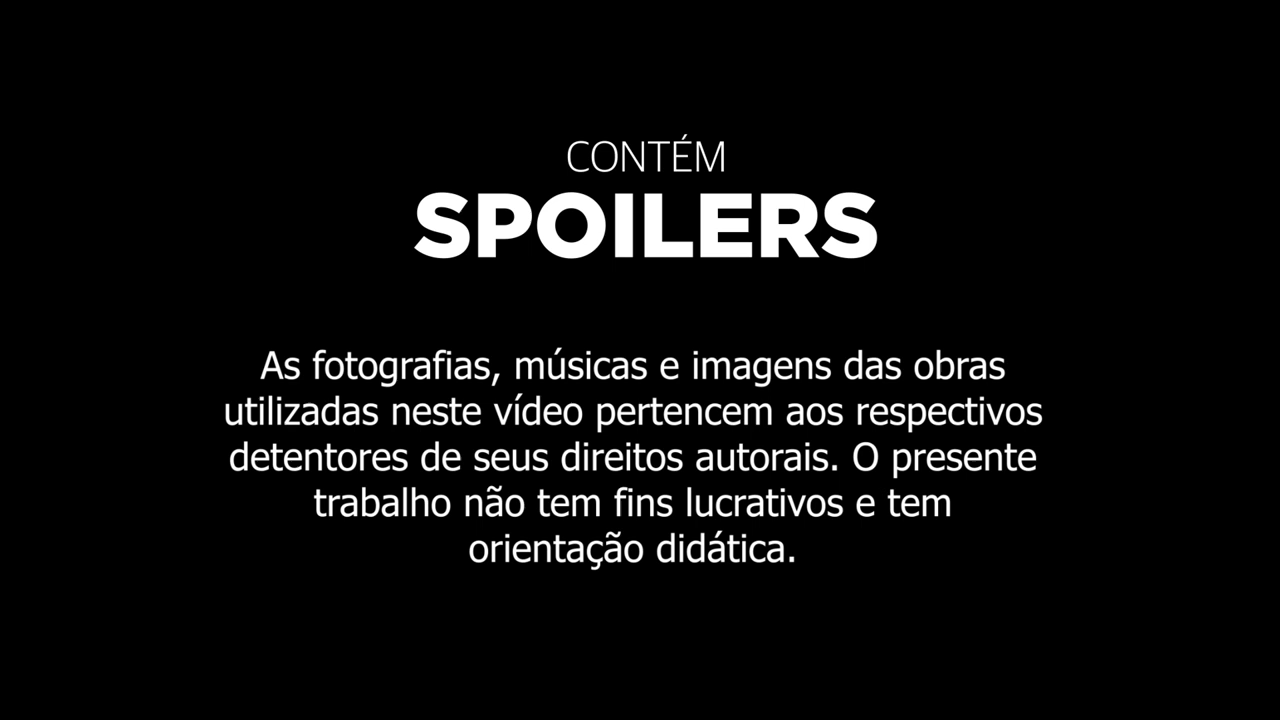 CONTÉM
SPOILERS
As fotografias, músicas e imagens das obras
utilizadas neste vídeo pertencem aos respectivos
detentores de seus direitos autorais. O presente
trabalho não tem fins lucrativos e tem
orientação didática.